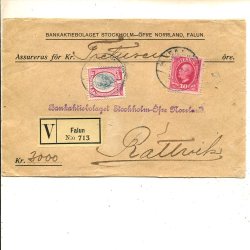 BANKAKTIEBOLAGET STOCKHOLM–ÖFRE NORRLAND, FALUN.
Assureras för Kr. öre.
Bankaktiebolaget Stockholm-Öfre Norrland
V Falun
No 713
Rättvik
Kr. 3000